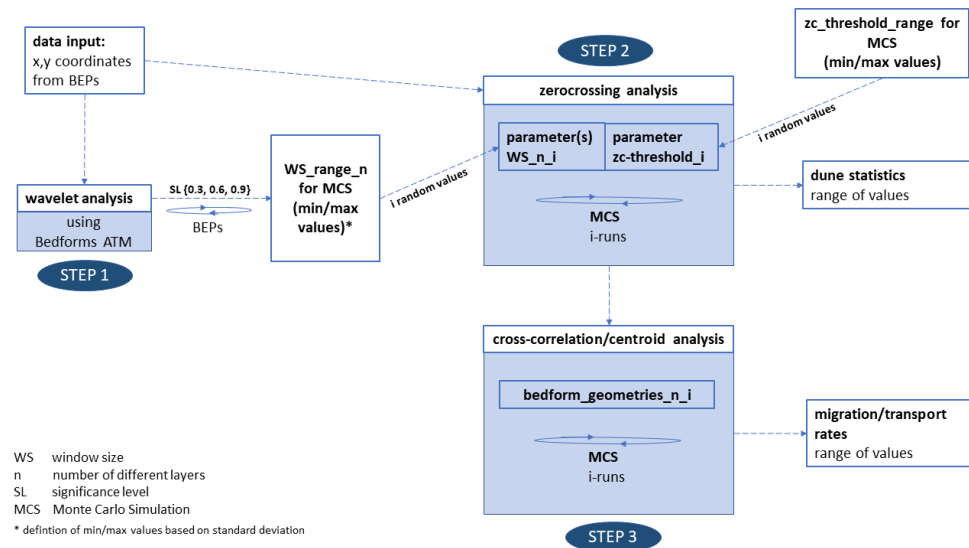 data input:
x,y coordinates
from BEPs
STEP 2
zc_threshold_range for
MCS
(min/max values)
zerocrossing analysis
parameter(s)
WS_n_i
parameter
zc-threshold_i
i random values
MCS
i-runs
wavelet analysis
using
Bedforms ATM
STEP 1
SL {0.3, 0.6, 0.9}
BEPs
WS_range_n
for MCS
(min/max
values)*
i random values
dune statistics
range of values
cross-correlation/centroid analysis
bedform_geometries_n_i
MCS
i-runs
STEP 3
migration/transport
rates
range of values
WS window size
n number of different layers
SL significance level
MCS Monte Carlo Simulation
* defintion of min/max values based on standard deviation